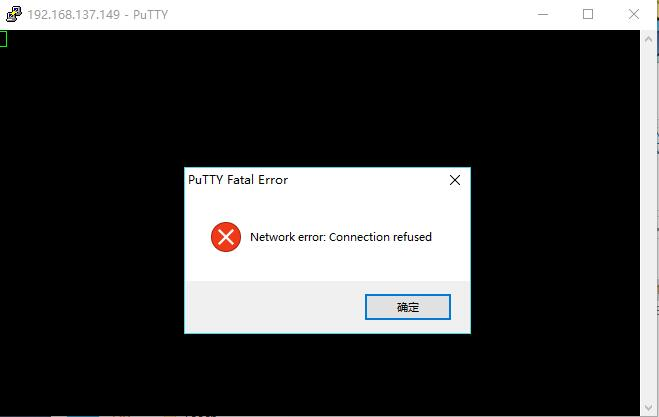 192.168.137.149 - PuTTY
PuTTY Fatal Error
Network error: Connection refused
确定